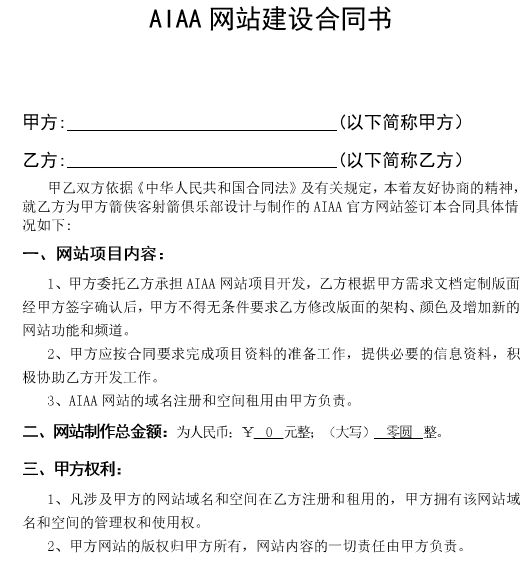 AIAA 网站建设合同书
甲方:(以下简称甲方)
乙方:(以下简称乙方)
甲乙双方依据《中华人民共和国合同法》及有关规定，本着友好协商的精神，
就乙方为甲方箭侠客射箭俱乐部设计与制作的 AIAA 官方网站签订本合同具体情
况如下:
一、网站项目内容:
1、甲方委托乙方承担 AIAA 网站项目开发，乙方根据甲方需求文档定制版面
经甲方签字确认后，甲方不得无条件要求乙方修改版面的架构、颜色及增加新的
网站功能和频道。
2、甲方应按合同要求完成项目资料的准备工作，提供必要的信息资料，积
极协助乙方开发工作。
3、AIAA 网站的域名注册和空间租用由甲方负责。
二、网站制作总金额: 为人民币: ￥ 0 元整; (大写) 零圆 整。
三、甲方权利:
1、凡涉及甲方的网站域名和空间在乙方注册和租用的，甲方拥有该网站域
名和空间的管理权和使用权。
2、甲方网站的版权归甲方所有，网站内容的一切责任由甲方负责。